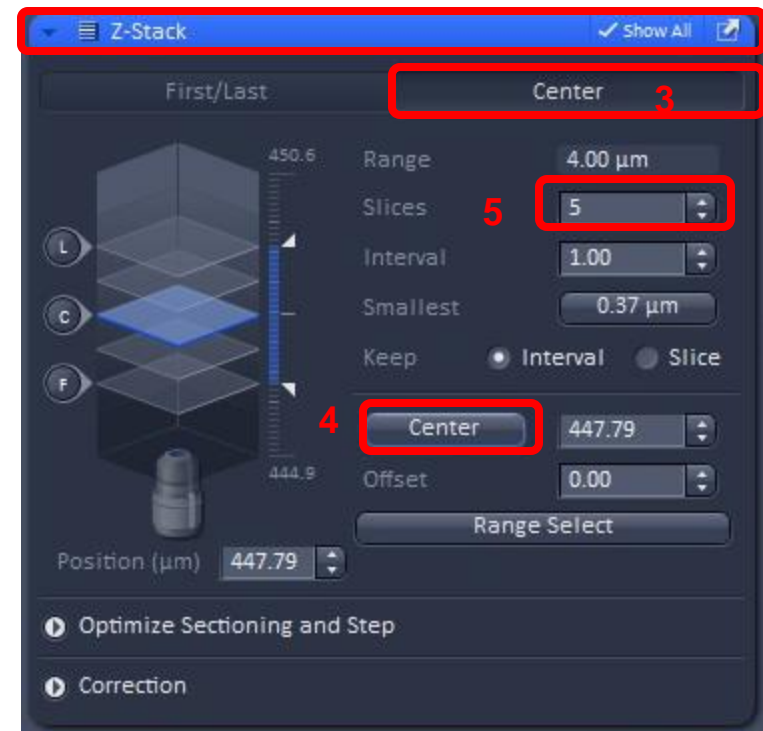 Z-Stack Show All
First/Last Center 3
450.6 Range 4.00 µm
Slices 5 5
L Interval 1.00
C Smallest 0.37 µm
Keep Interval Slice
F
4 Center 447.79
444.9 Offset 0.00
Range Select
Position (µm) 447.79
Optimize Sectioning and Step
Correction